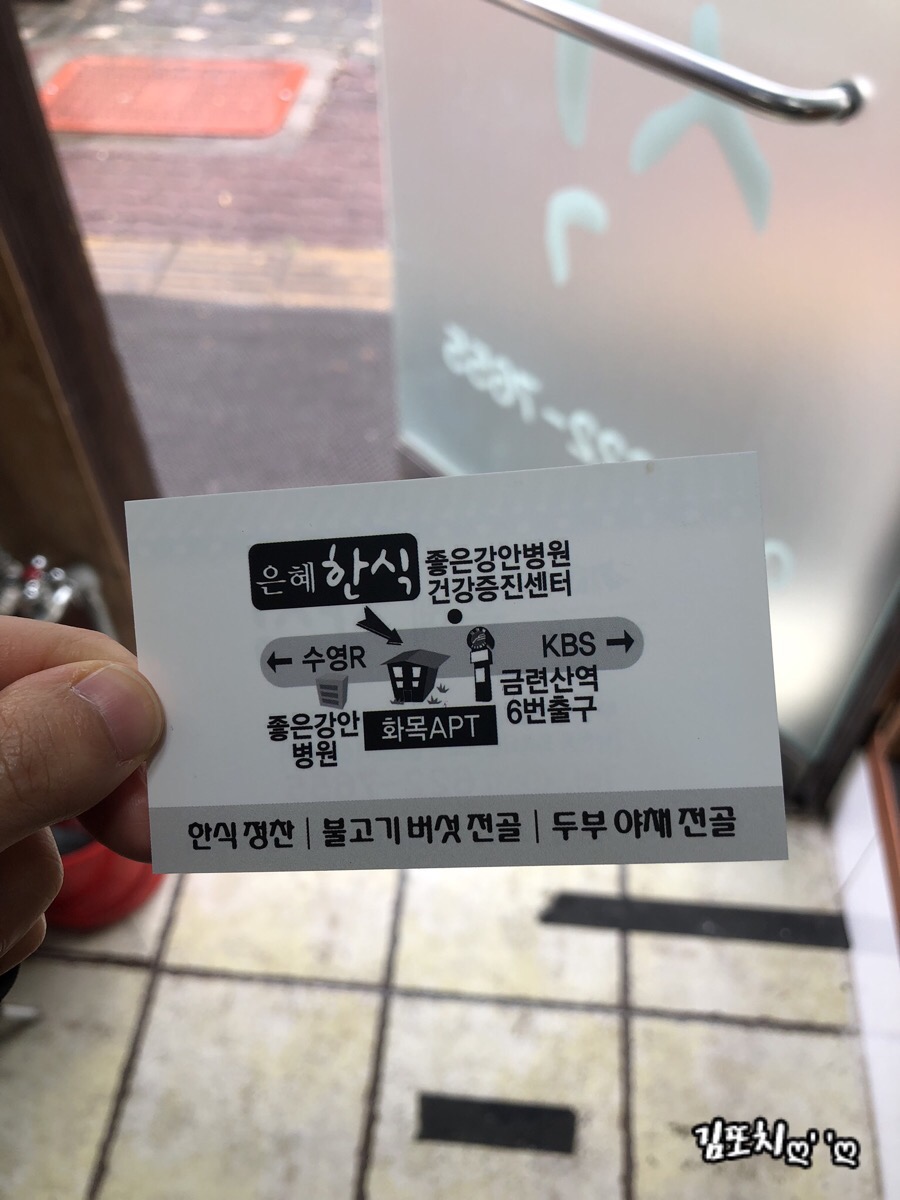 은혜 한식
좋은강안병원
건강증진센터
← 수영R
KBS →
금련산역
6번출구
좋은강안
병원
화목APT
한식 정찬 | 불고기 버섯 전골 | 두부 야채 전골
김또치ღ''ღ